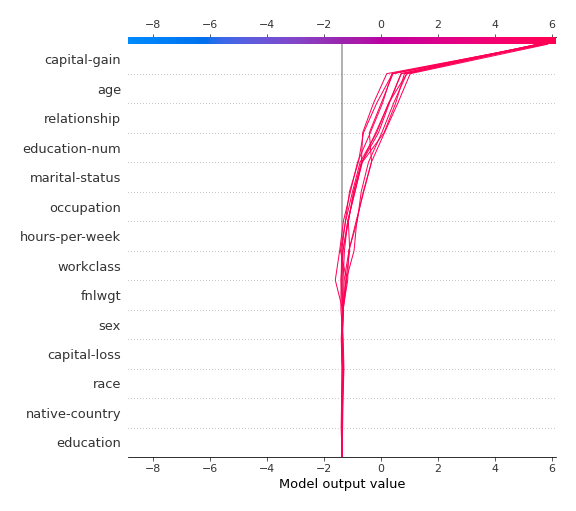 −8 −6 −4 −2 0 2 4 6
capital-gain
age
relationship
education-num
marital-status
occupation
hours-per-week
workclass
fnlwgt
sex
capital-loss
race
native-country
education
−8 −6 −4 −2 0 2 4 6
Model output value